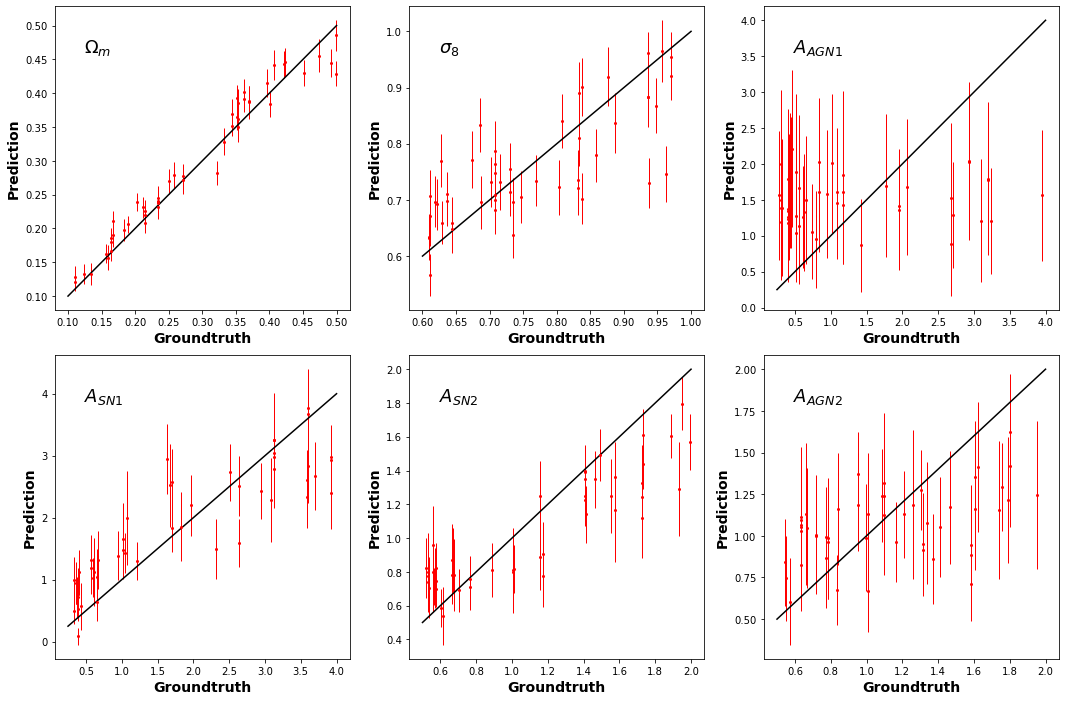 Ωm
0.50
0.45
0.40
0.35
0.30
0.25
0.20
0.15
0.10
Prediction
0.10 0.15 0.20 0.25 0.30 0.35 0.40 0.45 0.50
Groundtruth
σ8
1.0
0.9
0.8
0.7
0.6
Prediction
0.60 0.65 0.70 0.75 0.80 0.85 0.90 0.95 1.00
Groundtruth
AAGN1
4.0
3.5
3.0
2.5
2.0
1.5
1.0
0.5
0.0
Prediction
0.5 1.0 1.5 2.0 2.5 3.0 3.5 4.0
Groundtruth
ASN1
4
3
2
1
0
Prediction
0.5 1.0 1.5 2.0 2.5 3.0 3.5 4.0
Groundtruth
ASN2
2.0
1.8
1.6
1.4
1.2
1.0
0.8
0.6
0.4
Prediction
0.6 0.8 1.0 1.2 1.4 1.6 1.8 2.0
Groundtruth
AAGN2
2.00
1.75
1.50
1.25
1.00
0.75
0.50
Prediction
0.6 0.8 1.0 1.2 1.4 1.6 1.8 2.0
Groundtruth